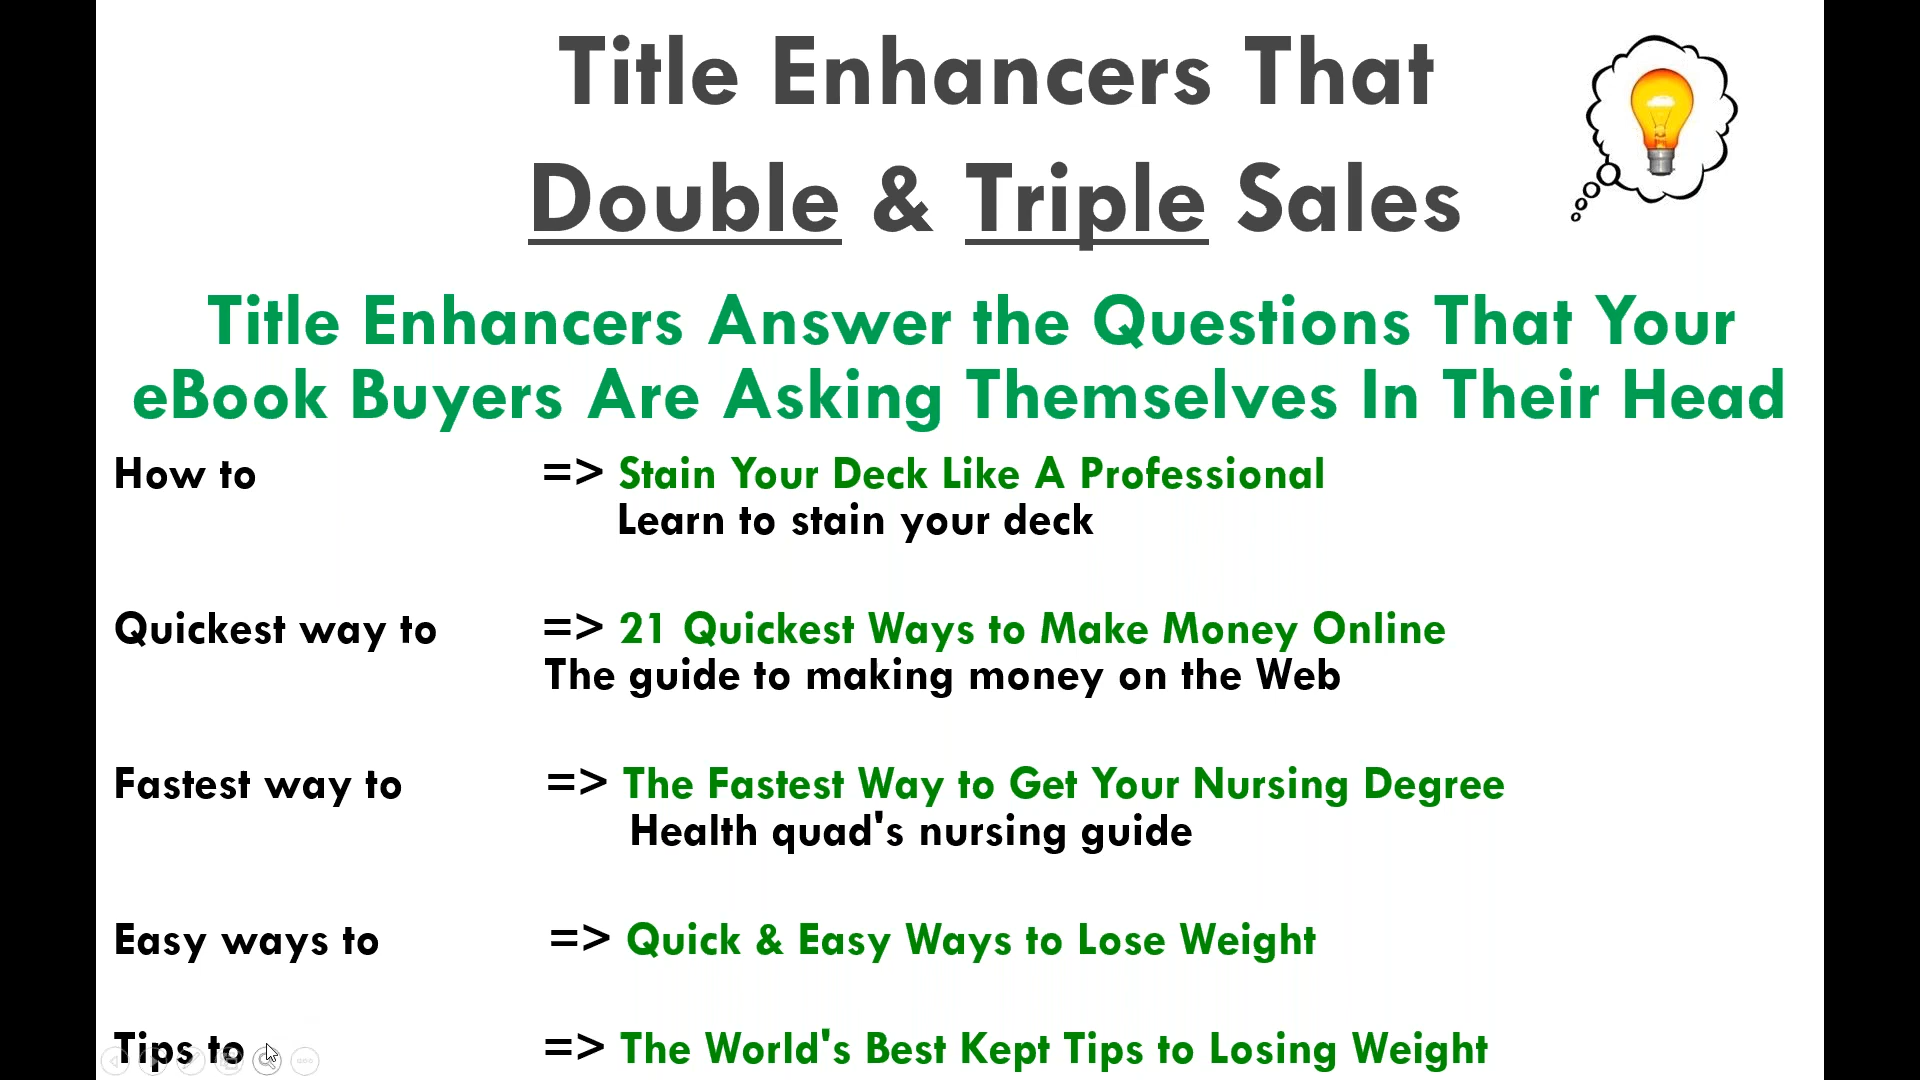 Title Enhancers That
Double & Triple Sales
Title Enhancers Answer the Questions That Your
eBook Buyers Are Asking Themselves In Their Head
How to => Stain Your Deck Like A Professional
Learn to stain your deck
Quickest way to => 21 Quickest Ways to Make Money Online
The guide to making money on the Web
Fastest way to => The Fastest Way to Get Your Nursing Degree
Health quad's nursing guide
Easy ways to => Quick & Easy Ways to Lose Weight
Tips to => The World's Best Kept Tips to Losing Weight